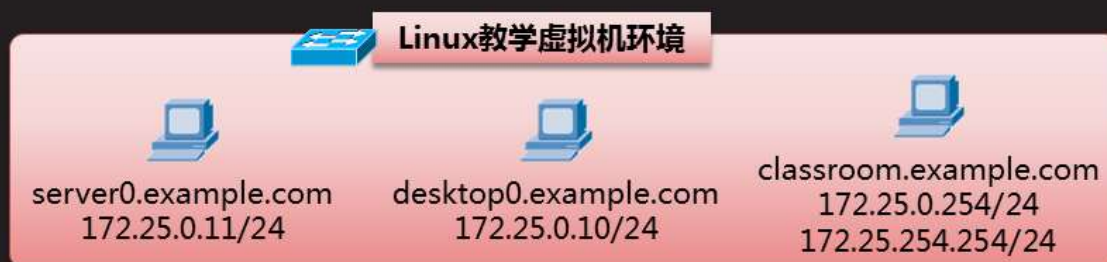 Linux教学虚拟机环境
server0.example.com
172.25.0.11/24
desktop0.example.com
172.25.0.10/24
classroom.example.com
172.25.0.254/24
172.25.254.254/24